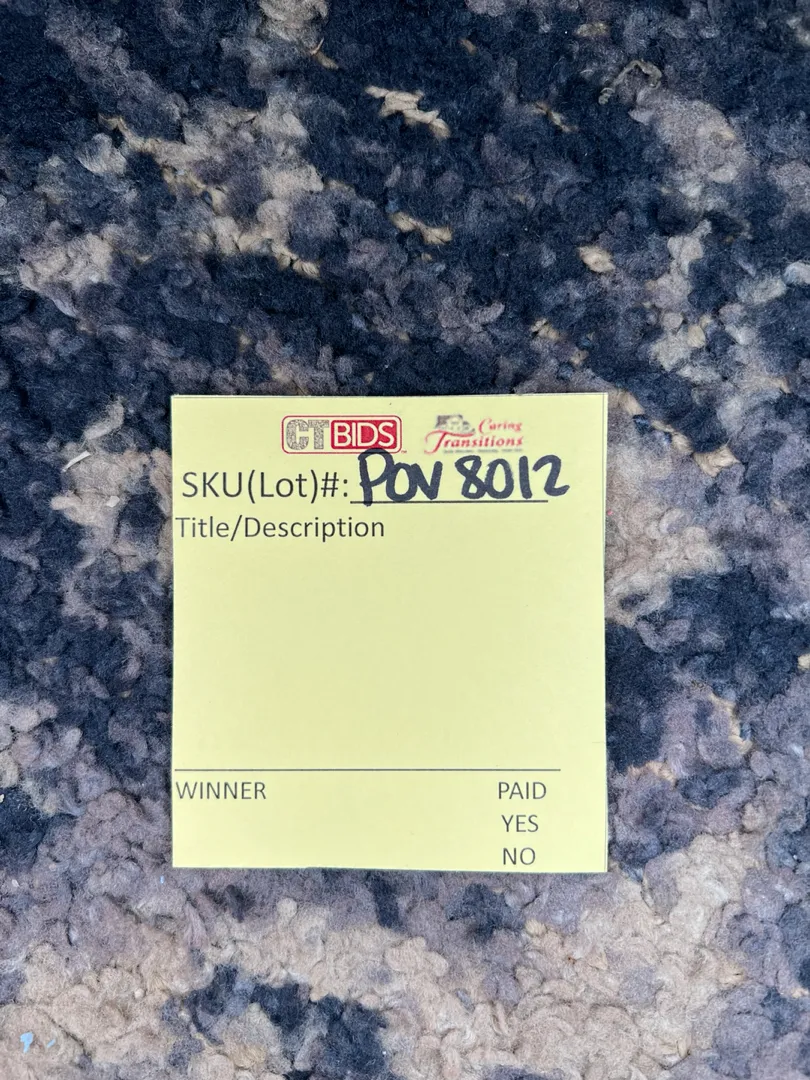 CTBIDS
Caring
Transitions
SKU(Lot)#: POV 8012
Title/Description
WINNER PAID
YES
NO